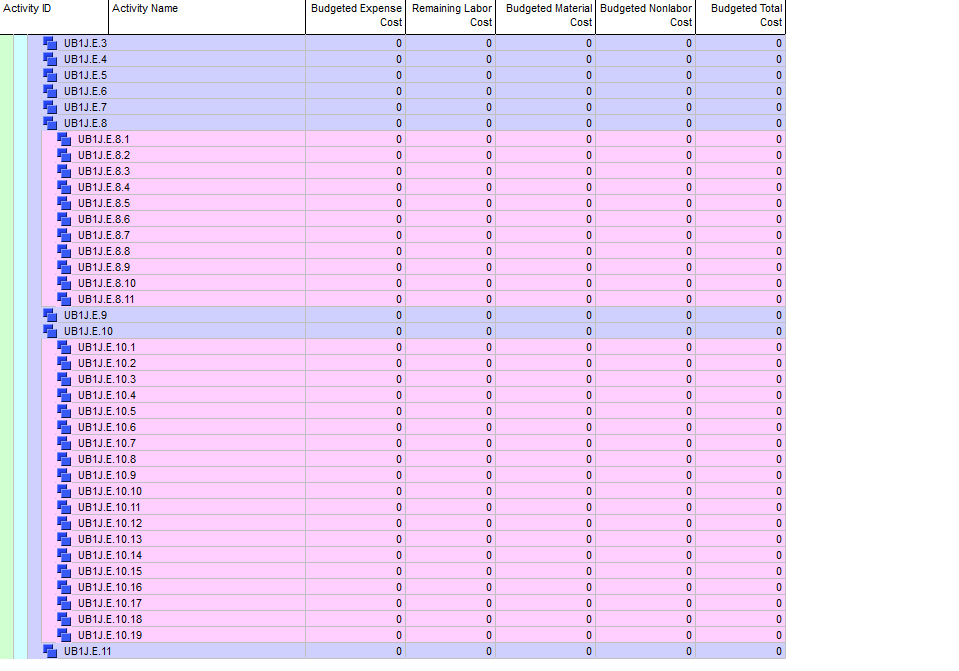 Activity ID Activity Name Budgeted Expense Cost Remaining Labor Cost Budgeted Material Cost Budgeted Nonlabor Cost Budgeted Total Cost
UB1J.E.3 0 0 0 0 0
UB1J.E.4 0 0 0 0 0
UB1J.E.5 0 0 0 0 0
UB1J.E.6 0 0 0 0 0
UB1J.E.7 0 0 0 0 0
UB1J.E.8 0 0 0 0 0
UB1J.E.8.1 0 0 0 0 0
UB1J.E.8.2 0 0 0 0 0
UB1J.E.8.3 0 0 0 0 0
UB1J.E.8.4 0 0 0 0 0
UB1J.E.8.5 0 0 0 0 0
UB1J.E.8.6 0 0 0 0 0
UB1J.E.8.7 0 0 0 0 0
UB1J.E.8.8 0 0 0 0 0
UB1J.E.8.9 0 0 0 0 0
UB1J.E.8.10 0 0 0 0 0
UB1J.E.8.11 0 0 0 0 0
UB1J.E.9 0 0 0 0 0
UB1J.E.10 0 0 0 0 0
UB1J.E.10.1 0 0 0 0 0
UB1J.E.10.2 0 0 0 0 0
UB1J.E.10.3 0 0 0 0 0
UB1J.E.10.4 0 0 0 0 0
UB1J.E.10.5 0 0 0 0 0
UB1J.E.10.6 0 0 0 0 0
UB1J.E.10.7 0 0 0 0 0
UB1J.E.10.8 0 0 0 0 0
UB1J.E.10.9 0 0 0 0 0
UB1J.E.10.10 0 0 0 0 0
UB1J.E.10.11 0 0 0 0 0
UB1J.E.10.12 0 0 0 0 0
UB1J.E.10.13 0 0 0 0 0
UB1J.E.10.14 0 0 0 0 0
UB1J.E.10.15 0 0 0 0 0
UB1J.E.10.16 0 0 0 0 0
UB1J.E.10.17 0 0 0 0 0
UB1J.E.10.18 0 0 0 0 0
UB1J.E.10.19 0 0 0 0 0
UB1J.E.11 0 0 0 0 0